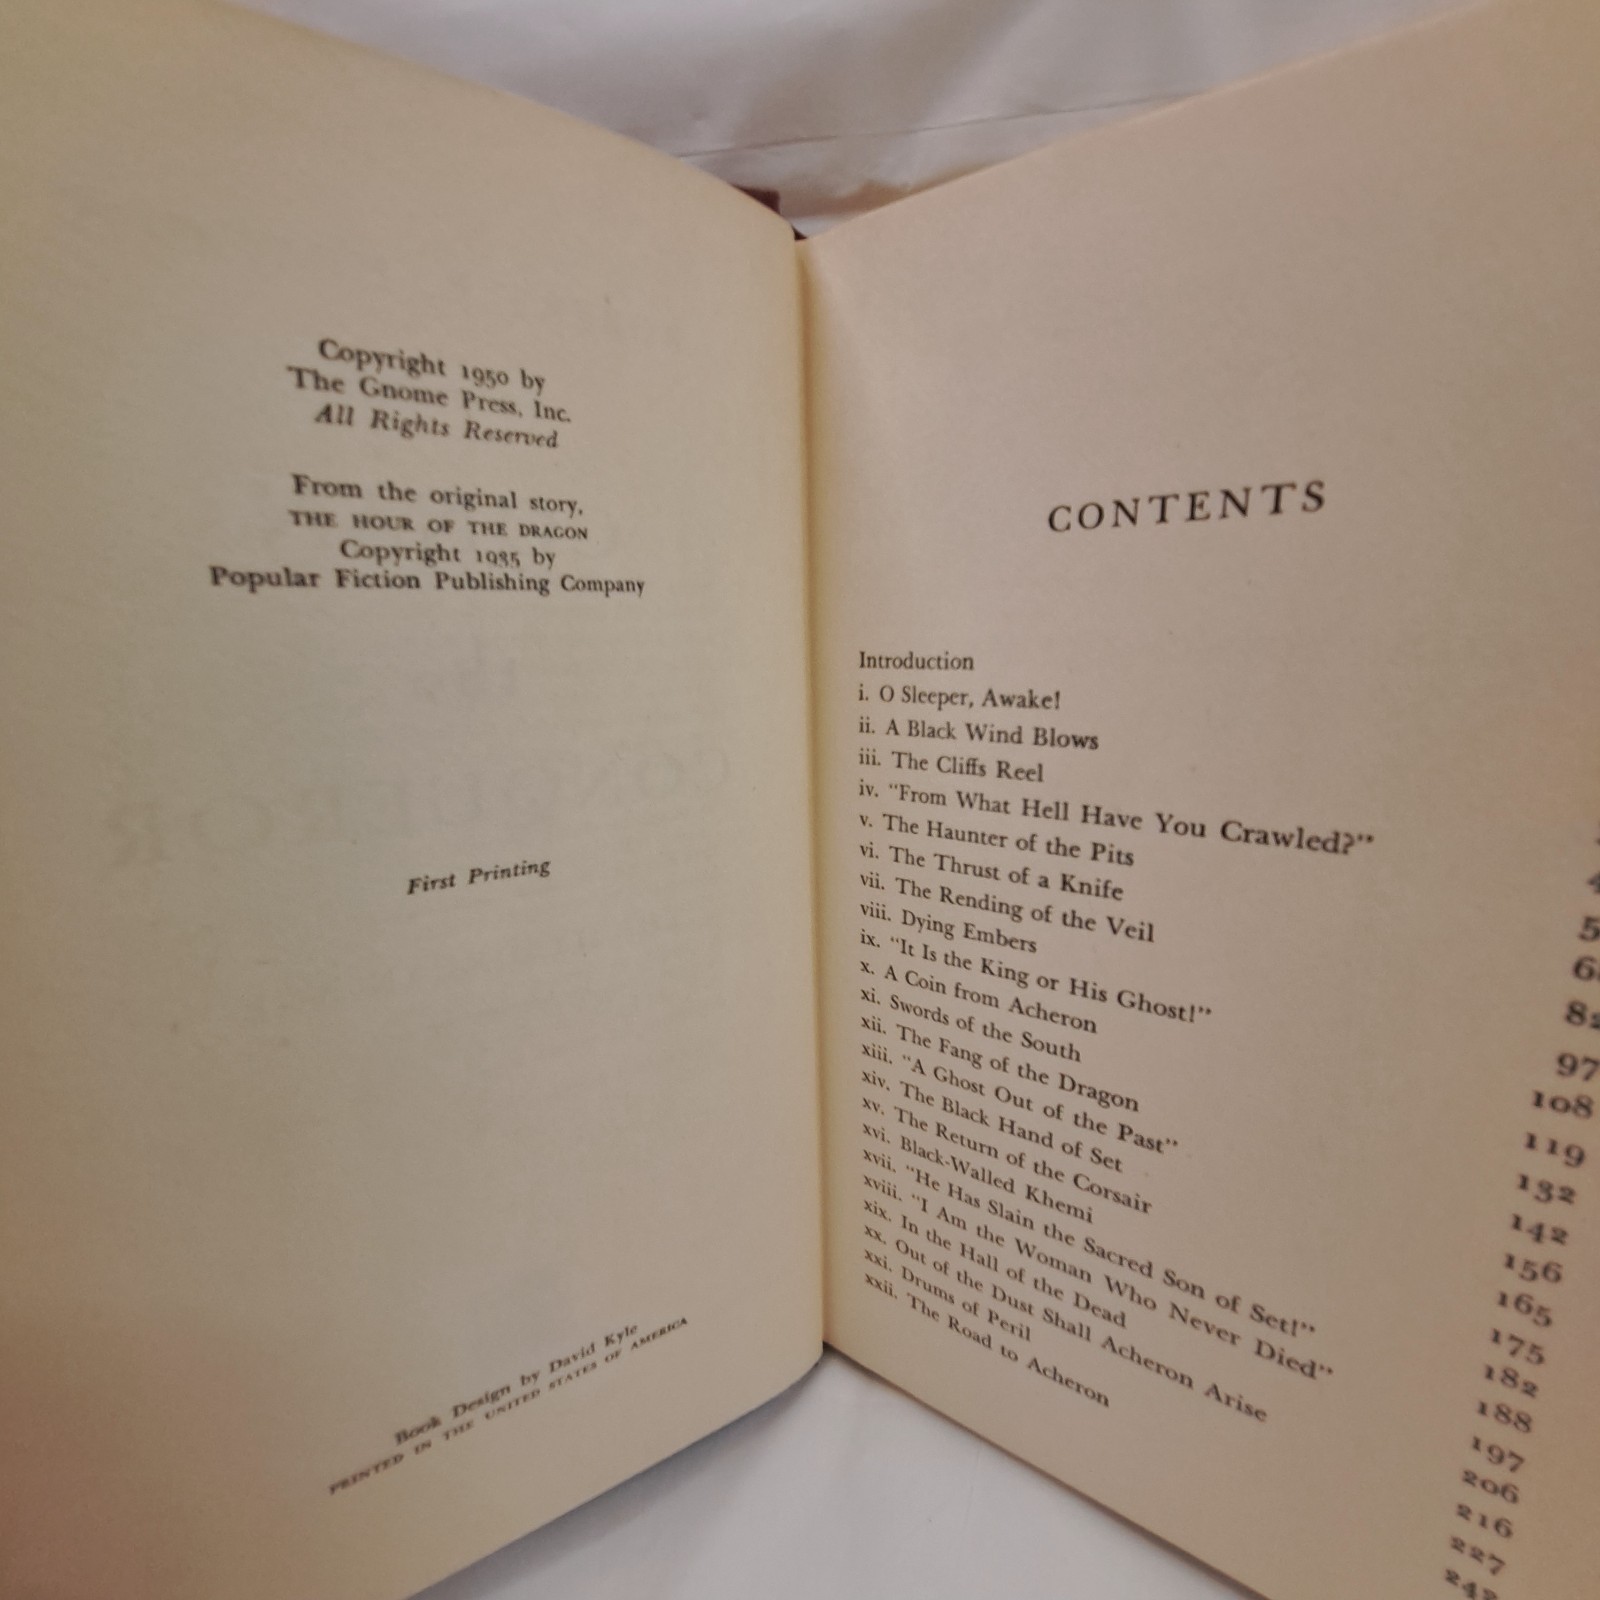 Copyright 1950 by
The Gnome Press, Inc.
All Rights Reserved
From the original story,
THE HOUR OF THE DRAGON
Copyright 1935 by
Popular Fiction Publishing Company
First Printing
Book Design by David Kyle
PRINTED IN THE UNITED STATES OF AMERICA
CONTENTS
Introduction
i. O Sleeper, Awake!
ii. A Black Wind Blows
iii. The Cliffs Reel
iv. “From What Hell Have You Crawled?”
v. The Haunter of the Pits
vi. The Thrust of a Knife
vii. The Rending of the Veil
viii. Dying Embers
ix. “It Is the King or His Ghost!”
x. A Coin from Acheron
xi. Swords of the South
xii. The Fang of the Dragon
xiii. “A Ghost Out of the Past”
xiv. The Black Hand of Set
xv. The Return of the Corsair
xvi. Black-Walled Khemi
xvii. “He Has Slain the Sacred Son of Set!”
xviii. “I Am the Woman Who Never Died”
xix. In the Hall of the Dead
xx. Out of the Dust Shall Acheron Arise
xxi. Drums of Peril
xxii. The Road to Acheron
82
97
108
119
132
142
156
165
175
182
188
197
206
216
227
242